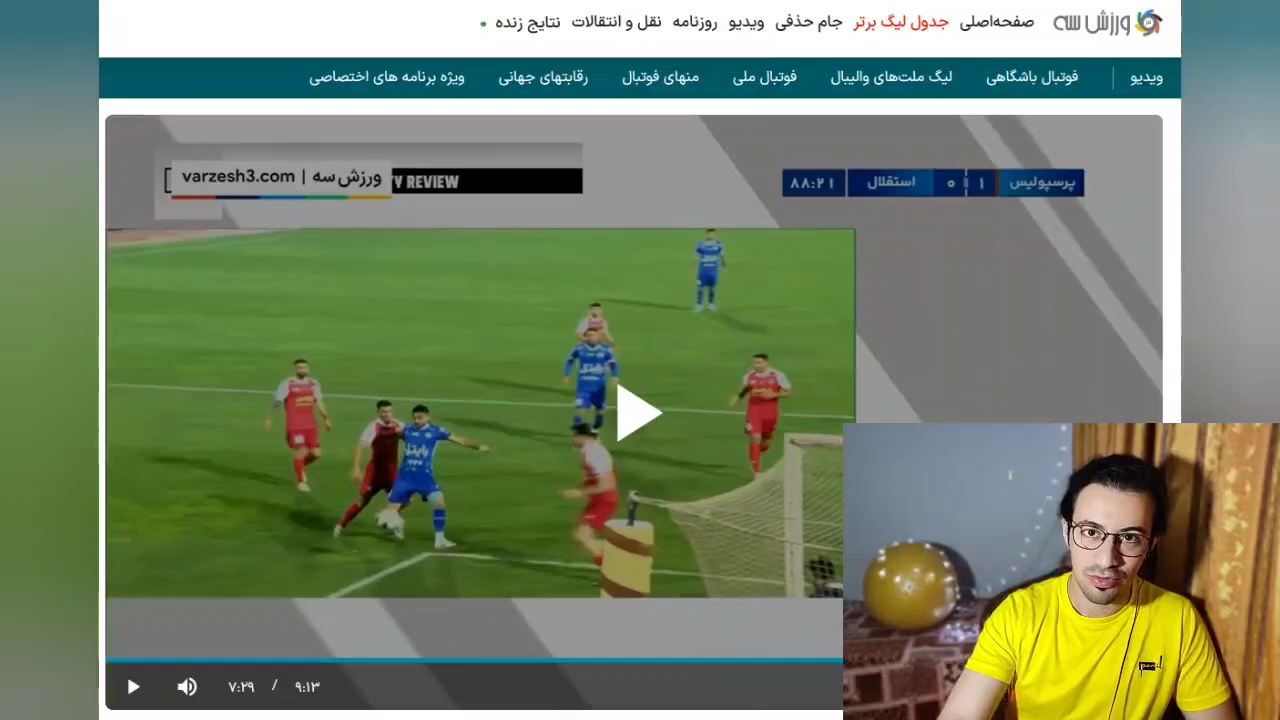 ورزش سه
صفحه‌اصلی جدول لیگ برتر جام حذفی ویدیو روزنامه نقل و انتقالات نتایج زنده
ویدیو فوتبال باشگاهی لیگ ملت‌های والیبال فوتبال ملی منهای فوتبال رقابتهای جهانی ویژه برنامه های اختصاصی
ورزش سه | varzesh3.com
REVIEW
پرسپولیس ۱ ۰ استقلال ۸۸:۲۱
رایتل
۷:۲۹ / ۹:۱۳